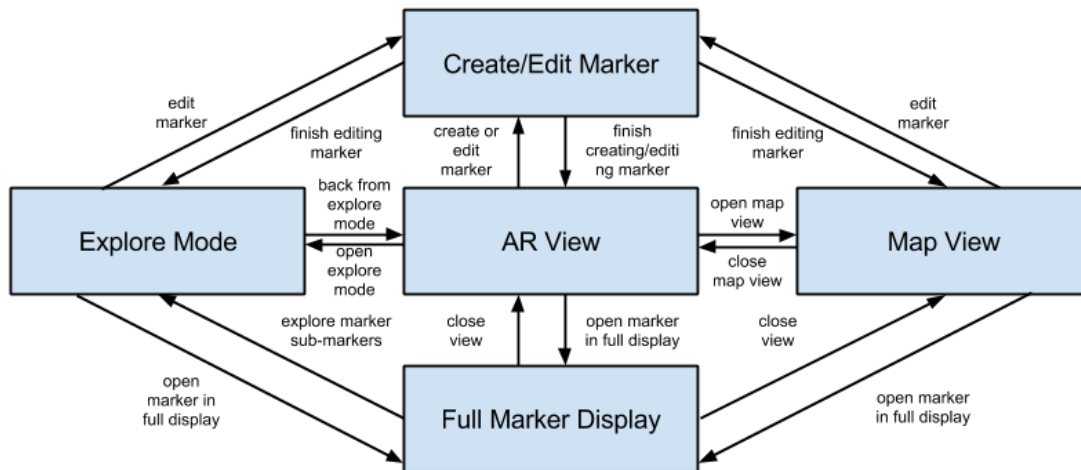 Create/Edit Marker
edit
marker
finish editing
marker
create or
edit
marker
finish
creating/editi
ng marker
finish editing
marker
edit
marker
Explore Mode
back from
explore
mode
open
explore
mode
AR View
open map
view
close
map view
Map View
explore marker
sub-markers
close
view
open marker
in full display
close
view
open
marker in
full display
Full Marker Display
open marker
in full display